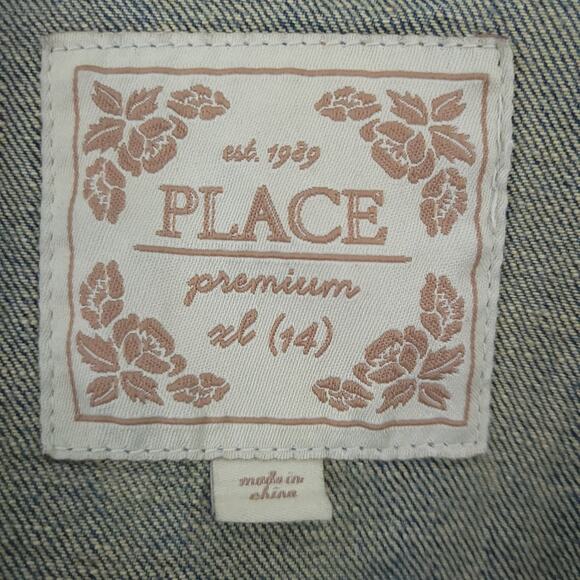 est. 1989
PLACE
premium
xl (14)
made in
china